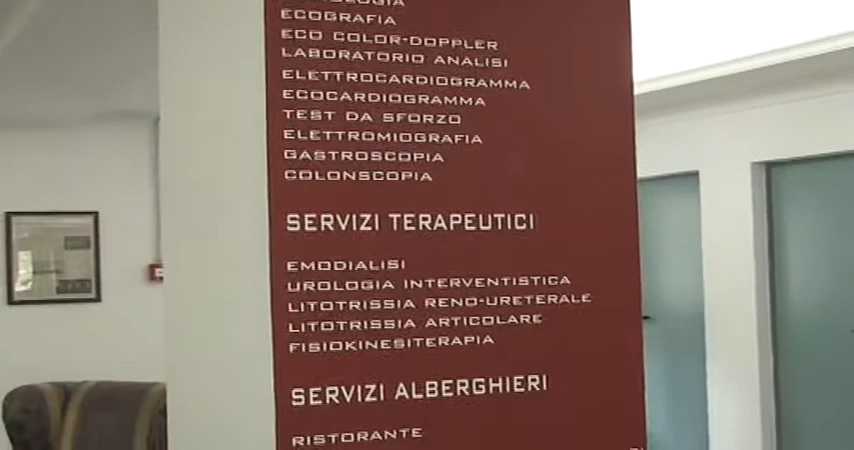 ECOGRAFIA
ECO COLOR-DOPPLER
LABORATORIO ANALISI
ELETTROCARDIOGRAMMA
ECOCARDIOGRAMMA
TEST DA SFORZO
ELETTROMIOGRAFIA
GASTROSCOPIA
COLONSCOPIA
SERVIZI TERAPEUTICI
EMODIALISI
UROLOGIA INTERVENTISTICA
LITOTRISSIA RENO-URETERALE
LITOTRISSIA ARTICOLARE
FISIOKINESITERAPIA
SERVIZI ALBERGHIERI
RISTORANTE